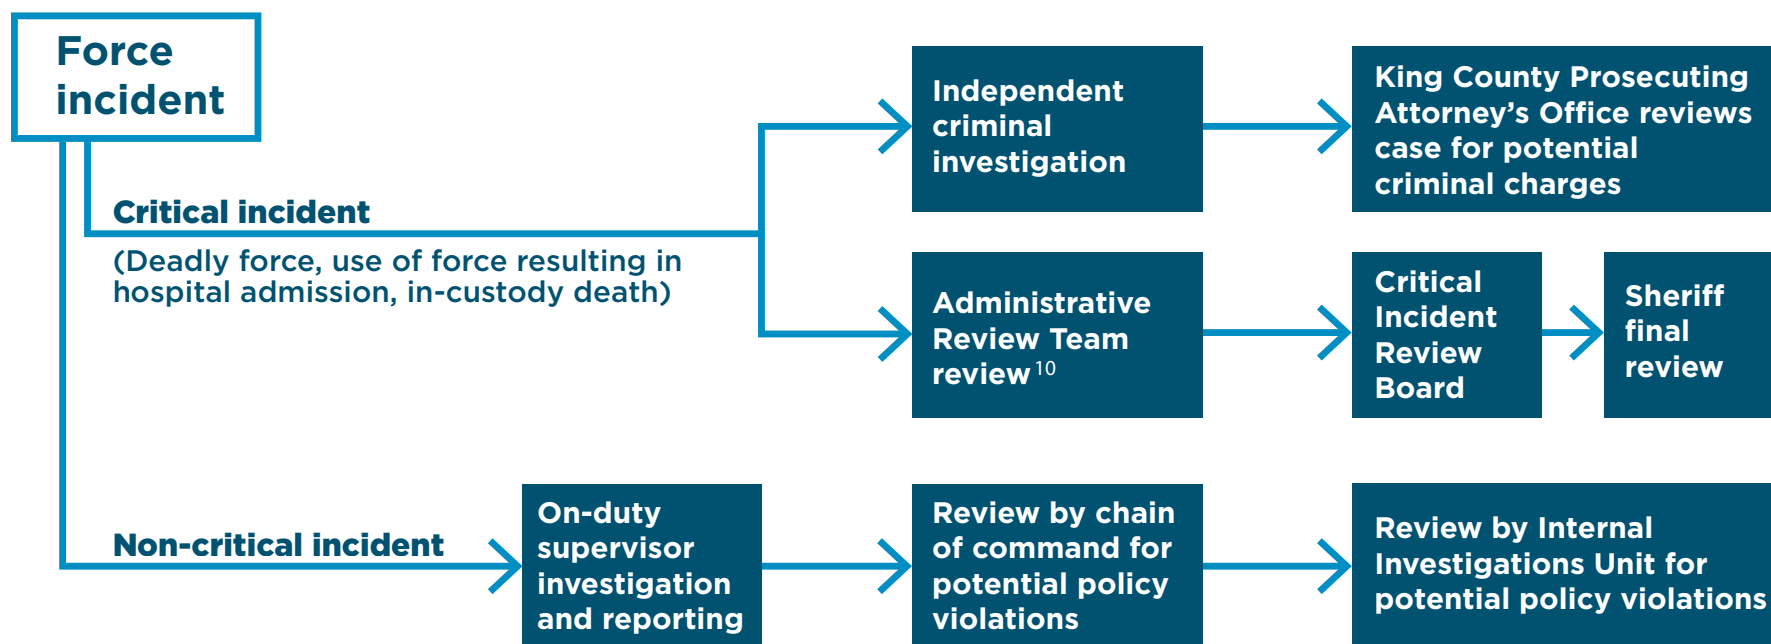 Force
incident
Critical incident
(Deadly force, use of force resulting in
hospital admission, in-custody death)
Independent
criminal
investigation
King County Prosecuting
Attorney’s Office reviews
case for potential
criminal charges
Administrative
Review Team
review 10
Critical
Incident
Review
Board
Sheriff
final
review
Non-critical incident
On-duty
supervisor
investigation
and reporting
Review by chain
of command for
potential policy
violations
Review by Internal
Investigations Unit for
potential policy violations